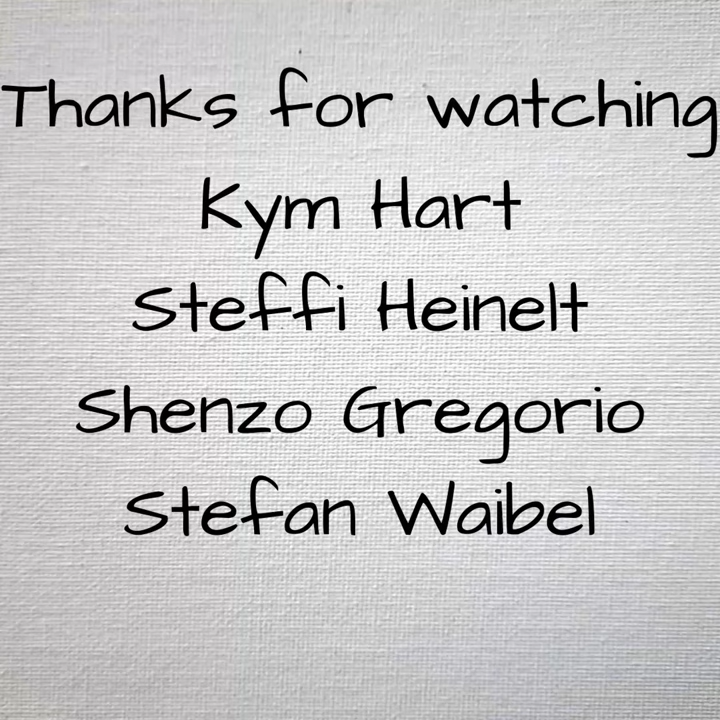 Thanks for watching
Kym Hart
Steffi Heinelt
Shenzo Gregorio
Stefan Waibel